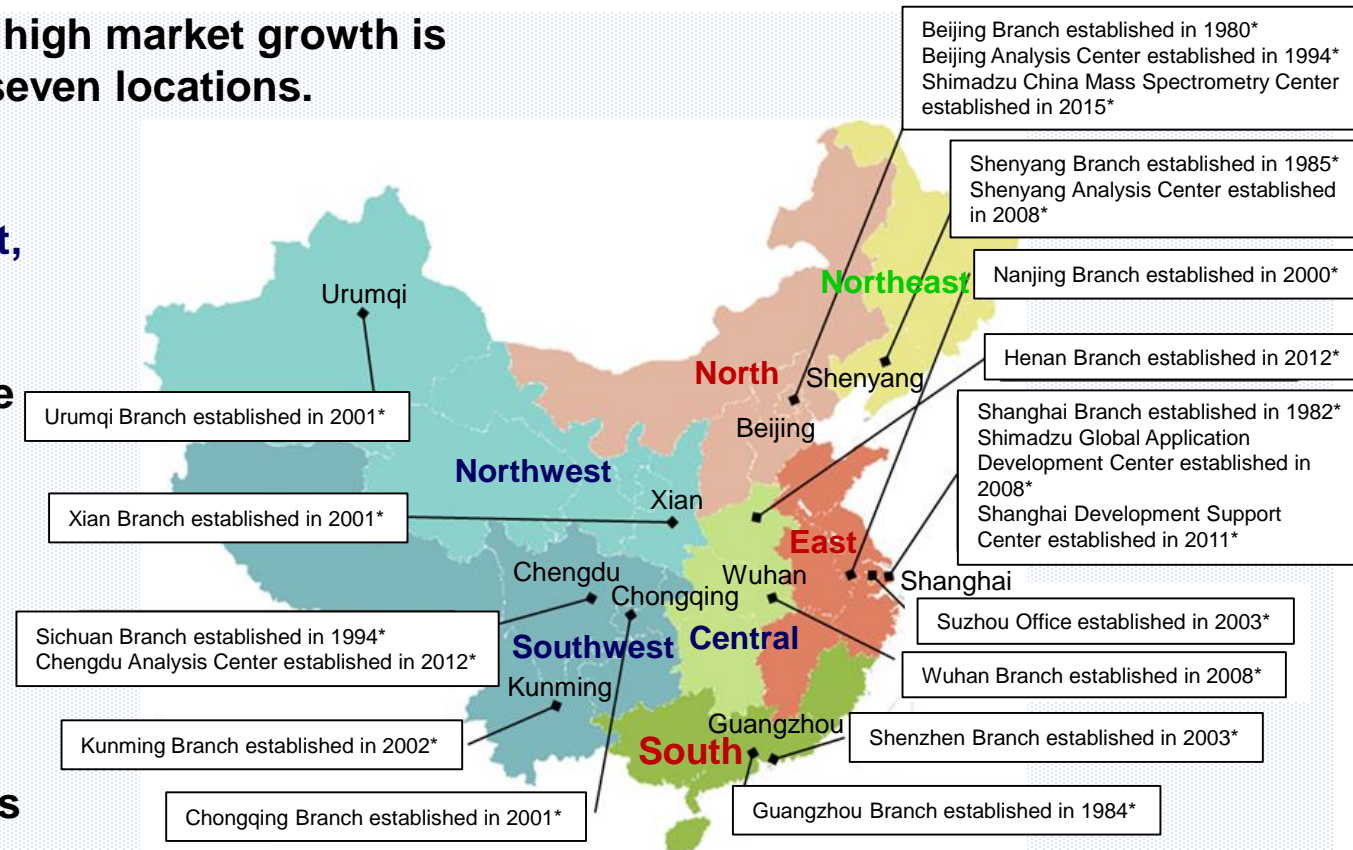 high market growth is
seven locations.
t,
e
s
Beijing Branch established in 1980*
Beijing Analysis Center established in 1994*
Shimadzu China Mass Spectrometry Center
established in 2015*
Shenyang Branch established in 1985*
Shenyang Analysis Center established
in 2008*
Northeast
Nanjing Branch established in 2000*
Urumqi
Henan Branch established in 2012*
North
Shenyang
Urumqi Branch established in 2001*
Beijing
Shanghai Branch established in 1982*
Shimadzu Global Application
Development Center established in
2008*
Shanghai Development Support
Center established in 2011*
Northwest
Xian
Xian Branch established in 2001*
East
Chengdu
Wuhan
Shanghai
Chongqing
Suzhou Office established in 2003*
Sichuan Branch established in 1994*
Chengdu Analysis Center established in 2012*
Southwest
Central
Wuhan Branch established in 2008*
Kunming
Guangzhou
Kunming Branch established in 2002*
South
Shenzhen Branch established in 2003*
Chongqing Branch established in 2001*
Guangzhou Branch established in 1984*